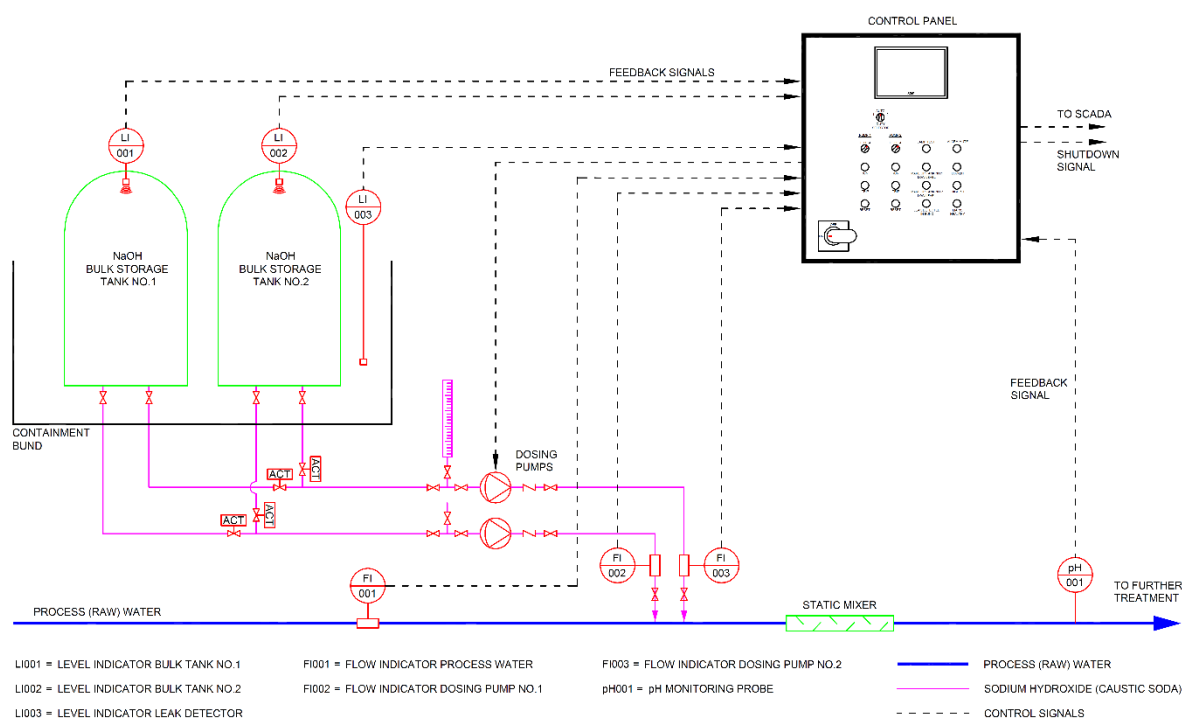 CONTROL PANEL
FEEDBACK SIGNALS
TO SCADA
SHUTDOWN
SIGNAL
LI
001
LI
002
LI
003
NaOH
BULK STORAGE
TANK NO.1
NaOH
BULK STORAGE
TANK NO.2
FEEDBACK
SIGNAL
CONTAINMENT
BUND
DOSING
PUMPS
ACT
ACT
ACT
ACT
FI
001
FI
002
FI
003
pH
001
TO FURTHER
TREATMENT
PROCESS (RAW) WATER
STATIC MIXER
LI001 = LEVEL INDICATOR BULK TANK NO.1
LI002 = LEVEL INDICATOR BULK TANK NO.2
LI003 = LEVEL INDICATOR LEAK DETECTOR
FI001 = FLOW INDICATOR PROCESS WATER
FI002 = FLOW INDICATOR DOSING PUMP NO.1
FI003 = FLOW INDICATOR DOSING PUMP NO.2
pH001 = pH MONITORING PROBE
PROCESS (RAW) WATER
SODIUM HYDROXIDE (CAUSTIC SODA)
CONTROL SIGNALS